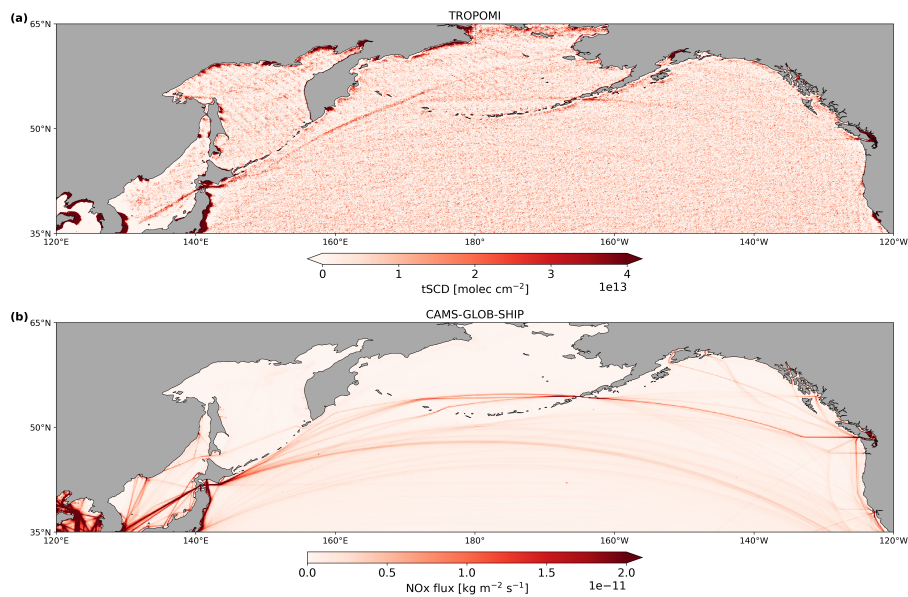 (a)
TROPOMI
65°N
50°N
35°N
120°E 140°E 160°E 180° 160°W 140°W 120°W
0 1 2 3 4
1e13
tSCD [molec cm⁻²]
(b)
CAMS-GLOB-SHIP
65°N
50°N
35°N
120°E 140°E 160°E 180° 160°W 140°W 120°W
0.0 0.5 1.0 1.5 2.0
1e−11
NOx flux [kg m⁻² s⁻¹]